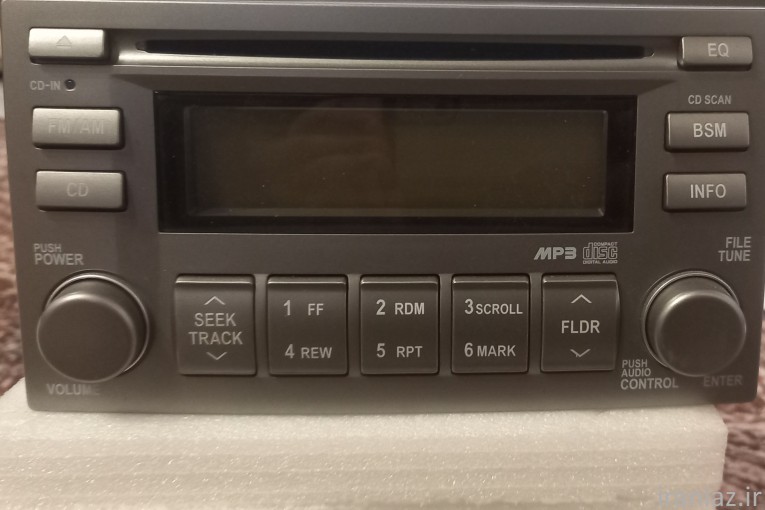 EQ
CD-IN
CD SCAN
FM/AM
BSM
CD
INFO
PUSH
POWER
MP3 COMPACT
disc
DIGITAL AUDIO
FILE
TUNE
SEEK
TRACK
1 FF
4 REW
2 RDM
5 RPT
3 SCROLL
6 MARK
FLDR
VOLUME
PUSH
AUDIO
CONTROL
ENTER